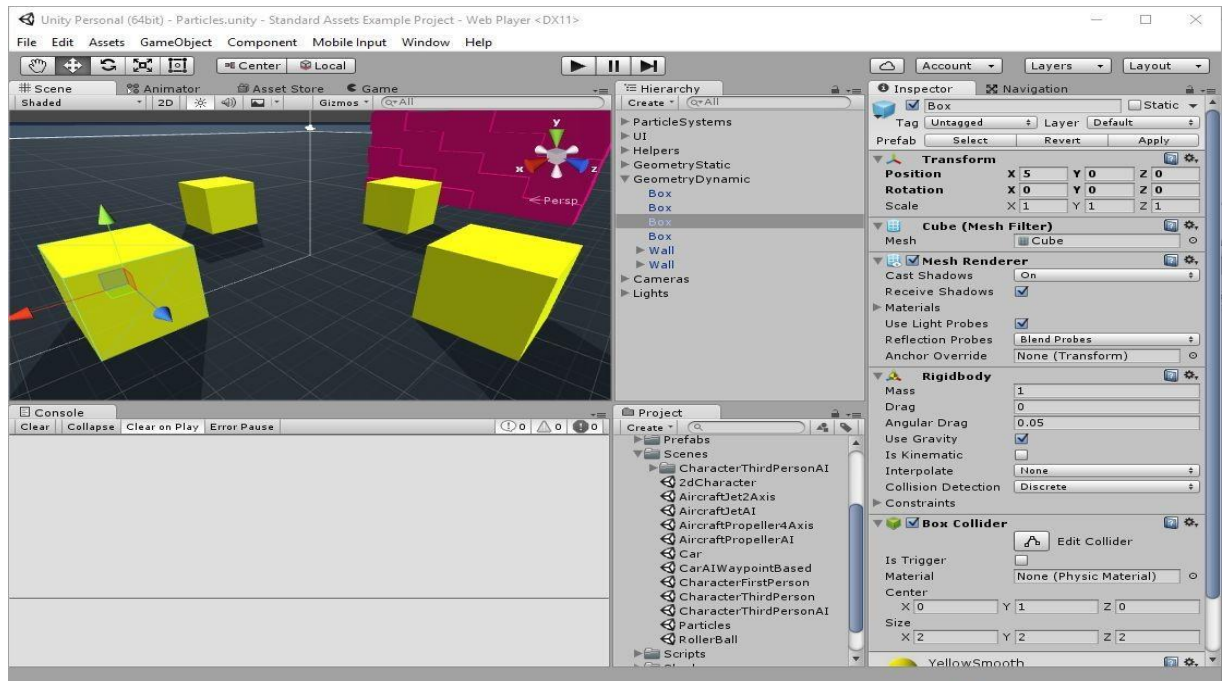 Unity Personal (64bit) - Particles.unity - Standard Assets Example Project - Web Player <DX11>
File Edit Assets GameObject Component Mobile Input Window Help
Center Local Account Layers Layout
Scene Animator Asset Store Game
Shaded 2D Gizmos All
y
x z
Persp
Hierarchy
Create All
ParticleSystems
UI
Helpers
GeometryStatic
GeometryDynamic
Box
Box
Box
Box
Wall
Wall
Cameras
Lights
Console
Clear Collapse Clear on Play Error Pause 0 0 0
Project
Create
Prefabs
Scenes
CharacterThirdPersonAI
2dCharacter
AircraftJet2Axis
AircraftJetAI
AircraftPropeller4Axis
AircraftPropellerAI
Car
CarAIWaypointBased
CharacterFirstPerson
CharacterThirdPerson
CharacterThirdPersonAI
Particles
RollerBall
Scripts
Inspector Navigation
Box Static
Tag Untagged Layer Default
Prefab Select Revert Apply
Transform
Position X 5 Y 0 Z 0
Rotation X 0 Y 0 Z 0
Scale X 1 Y 1 Z 1
Cube (Mesh Filter)
Mesh Cube
Mesh Renderer
Cast Shadows On
Receive Shadows
Materials
Use Light Probes
Reflection Probes Blend Probes
Anchor Override None (Transform)
Rigidbody
Mass 1
Drag 0
Angular Drag 0.05
Use Gravity
Is Kinematic
Interpolate None
Collision Detection Discrete
Constraints
Box Collider
Edit Collider
Is Trigger
Material None (Physic Material)
Center
X 0 Y 1 Z 0
Size
X 2 Y 2 Z 2
YellowSmooth